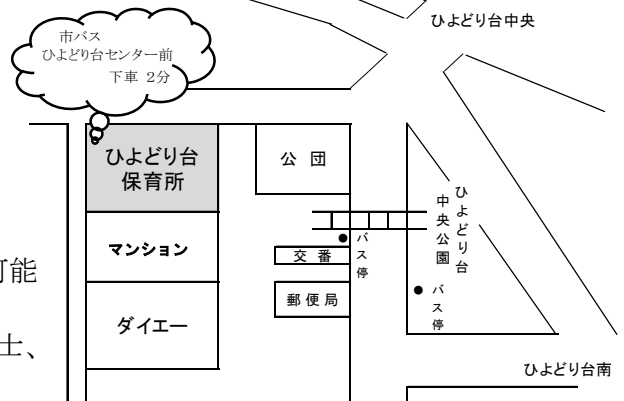 ひよどり台中央
市バス
ひよどり台センター前
下車 2分
ひよどり台
保育所
公 団
ひよどり台
中央公園
マンション
バス停
交 番
可能
郵便局
バス停
ダイエー
士、
ひよどり台南